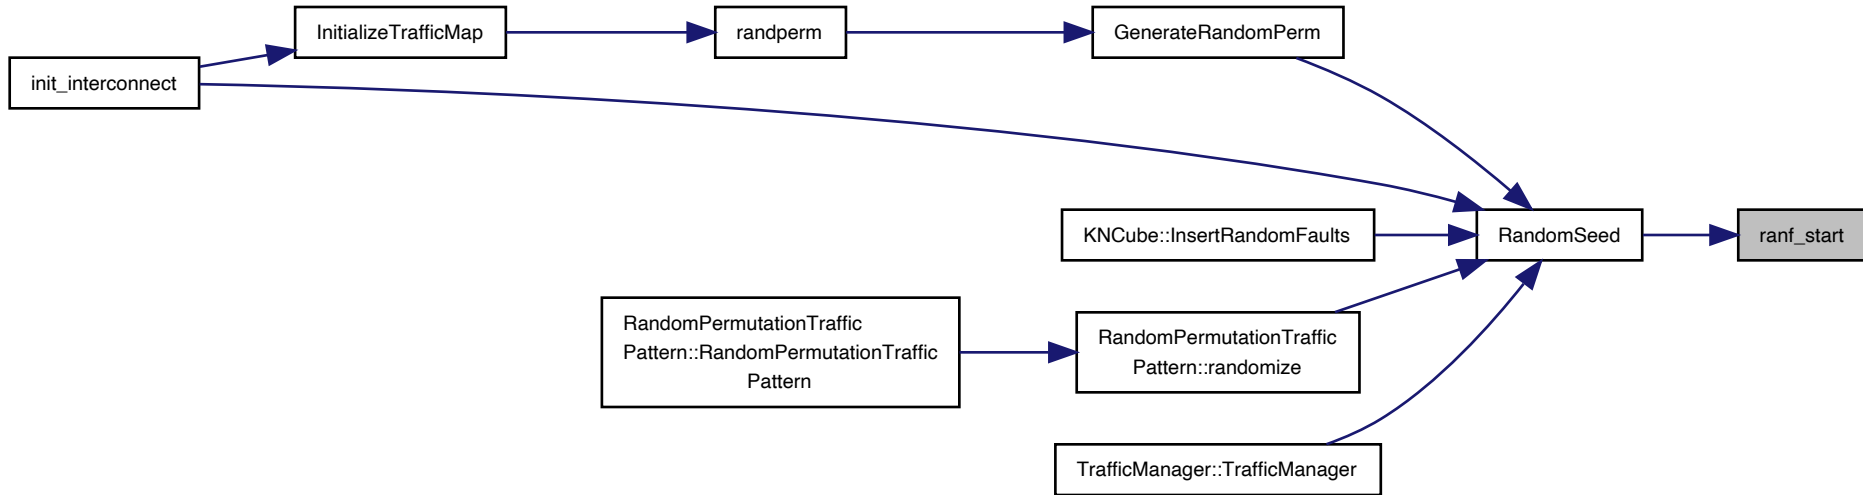 InitializeTrafficMap
randperm
GenerateRandomPerm
init_interconnect
KNCube::InsertRandomFaults
RandomSeed
ranf_start
RandomPermutationTraffic
Pattern::RandomPermutationTraffic
Pattern
RandomPermutationTraffic
Pattern::randomize
TrafficManager::TrafficManager